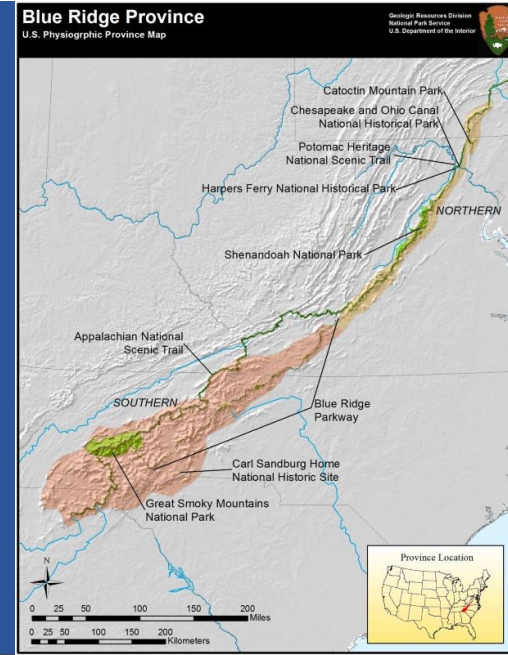 Blue Ridge Province
U.S. Physiogrphic Province Map
Geologic Resources Division
National Park Service
U.S. Department of the Interior
Catoctin Mountain Park
Chesapeake and Ohio Canal
National Historical Park
Potomac Heritage
National Scenic Trail
Harpers Ferry National Historical Park
NORTHERN
Shenandoah National Park
Appalachian National
Scenic Trail
SOUTHERN
Blue Ridge
Parkway
Carl Sandburg Home
National Historic Site
Great Smoky Mountains
National Park
N
0 25 50 100 150 200
Miles
0 25 50 100 150 200
Kilometers
Province Location